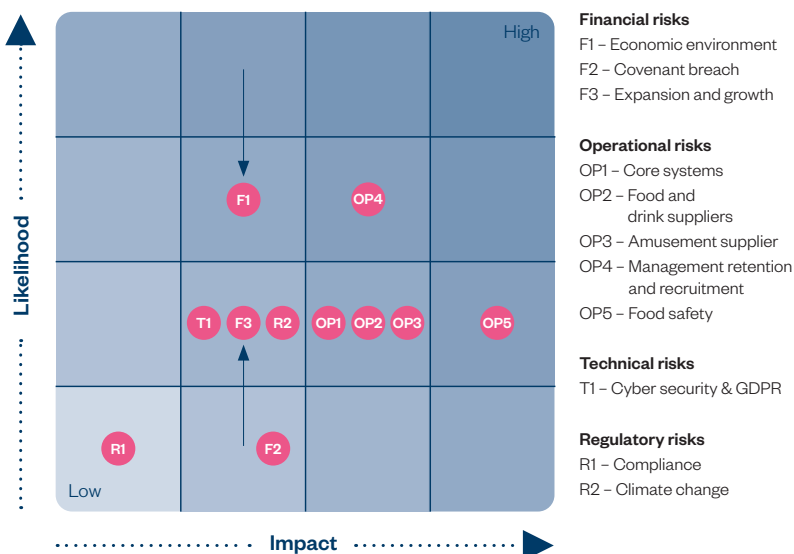 Likelihood
High
F1
OP4
T1
F3
R2
OP1
OP2
OP3
OP5
R1
F2
Low
Impact
Financial risks
F1 – Economic environment
F2 – Covenant breach
F3 – Expansion and growth
Operational risks
OP1 – Core systems
OP2 – Food and
drink suppliers
OP3 – Amusement supplier
OP4 – Management retention
and recruitment
OP5 – Food safety
Technical risks
T1 – Cyber security & GDPR
Regulatory risks
R1 – Compliance
R2 – Climate change